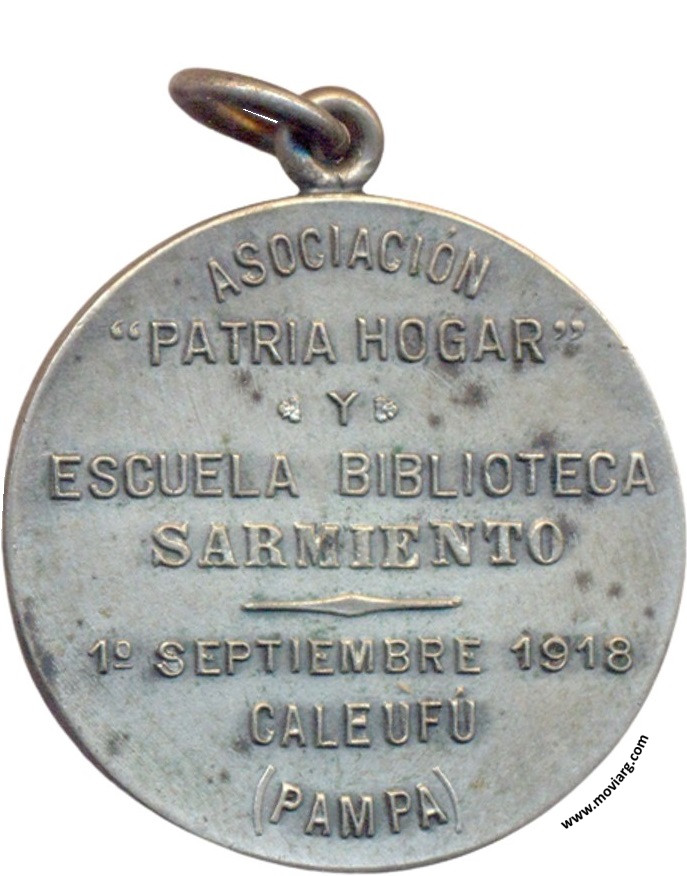 ASOCIACIÓN
“PATRIA HOGAR”
Y
ESCUELA BIBLIOTECA
SARMIENTO
1º SEPTIEMBRE 1918
CALEUFÚ
(PAMPA)
www.moviarg.com